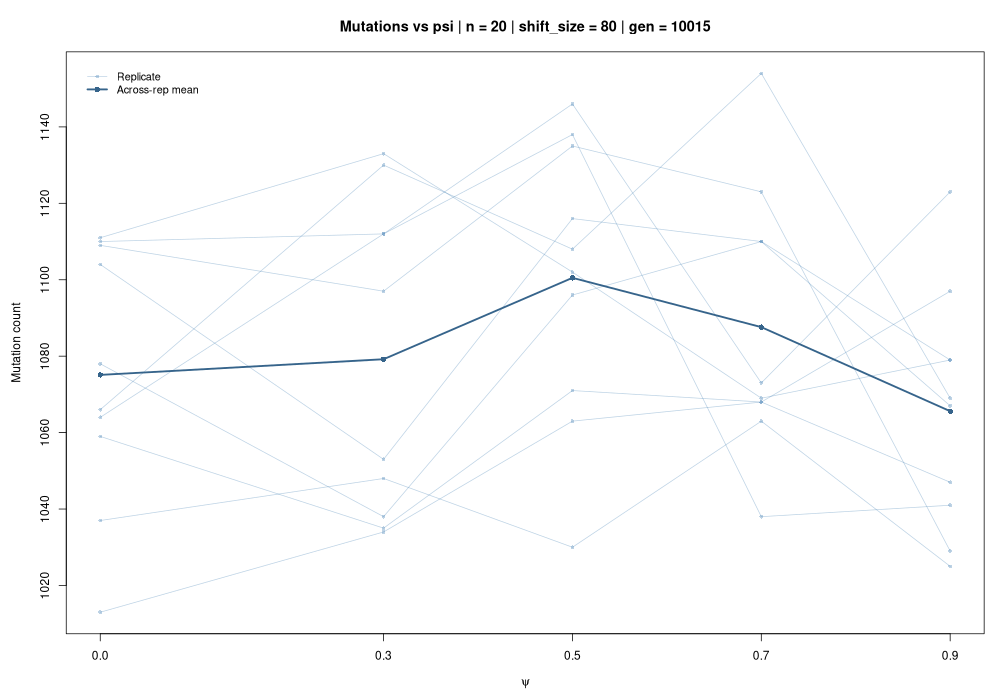 Mutations vs psi | n = 20 | shift_size = 80 | gen = 10015
Replicate
Across-rep mean
Mutation count
1140
1120
1100
1080
1060
1040
1020
0.0
0.3
0.5
0.7
0.9
ψ